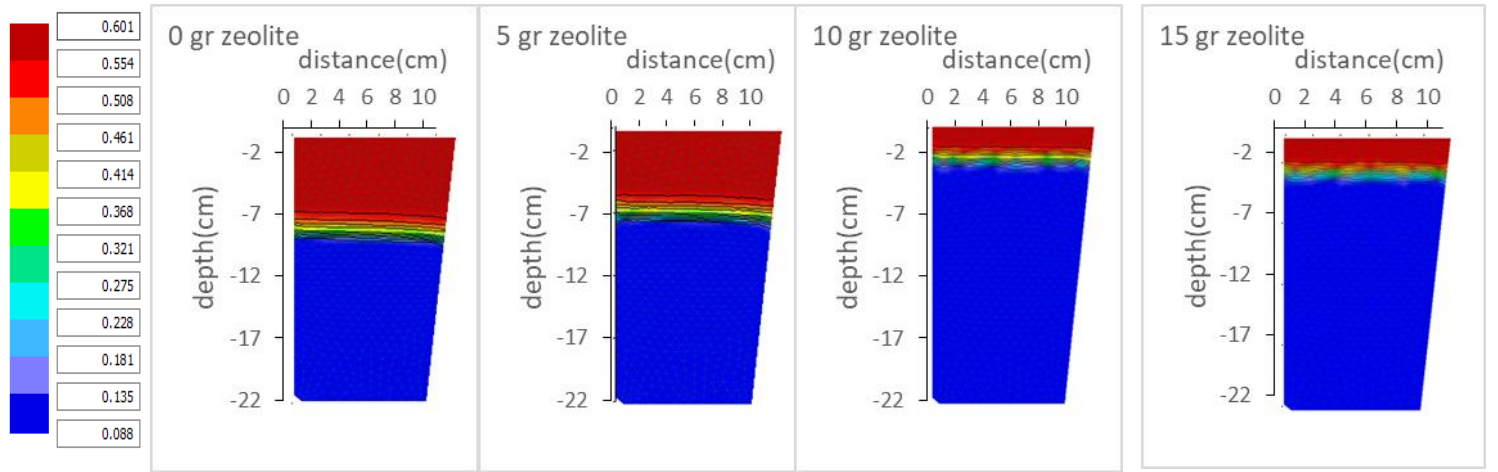 0.601
0.554
0.508
0.461
0.414
0.368
0.321
0.275
0.228
0.181
0.135
0.088
0 gr zeolite
distance(cm)
0 2 4 6 8 10
-2
-7
-12
-17
-22
depth(cm)
5 gr zeolite
distance(cm)
0 2 4 6 8 10
-2
-7
-12
-17
-22
depth(cm)
10 gr zeolite
distance(cm)
0 2 4 6 8 10
-2
-7
-12
-17
-22
depth(cm)
15 gr zeolite
distance(cm)
0 2 4 6 8 10
-2
-7
-12
-17
-22
depth(cm)